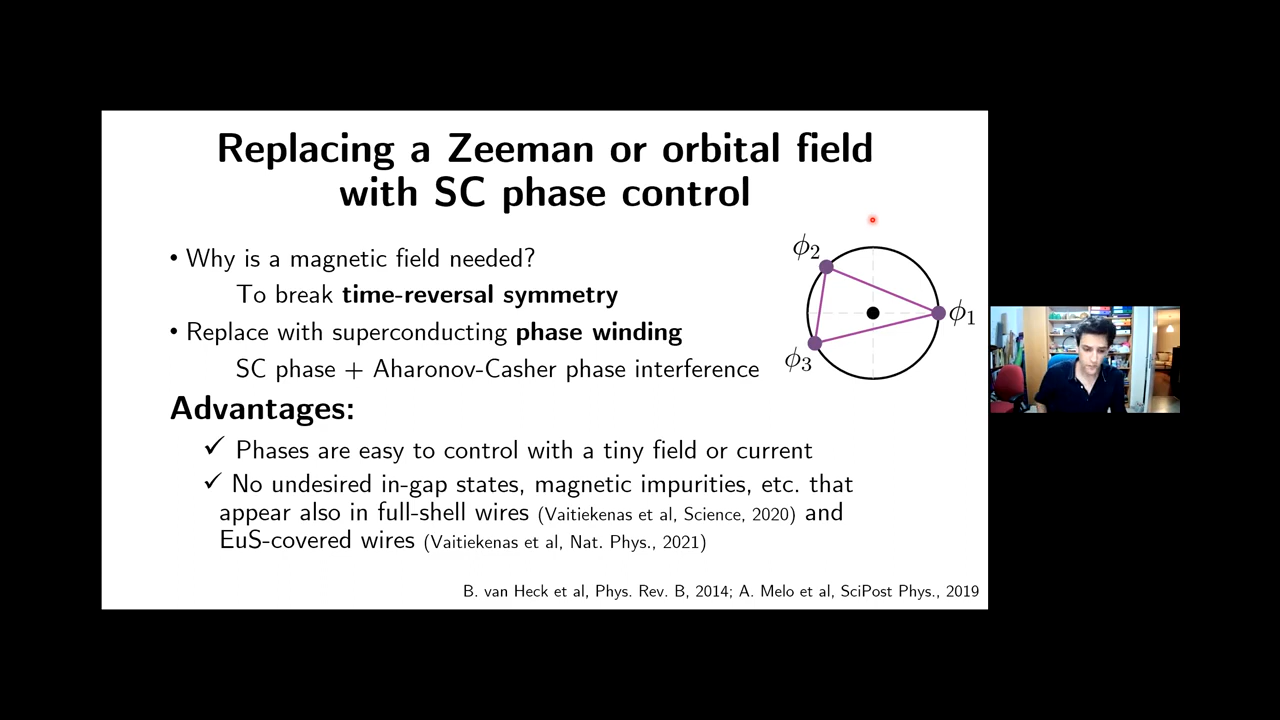 Replacing a Zeeman or orbital field
with SC phase control
• Why is a magnetic field needed?
To break time-reversal symmetry
• Replace with superconducting phase winding
SC phase + Aharonov-Casher phase interference
ϕ2
ϕ1
ϕ3
Advantages:
✓ Phases are easy to control with a tiny field or current
✓ No undesired in-gap states, magnetic impurities, etc. that
appear also in full-shell wires (Vaitiekenas et al, Science, 2020) and
EuS-covered wires (Vaitiekenas et al, Nat. Phys., 2021)
B. van Heck et al, Phys. Rev. B, 2014; A. Melo et al, SciPost Phys., 2019